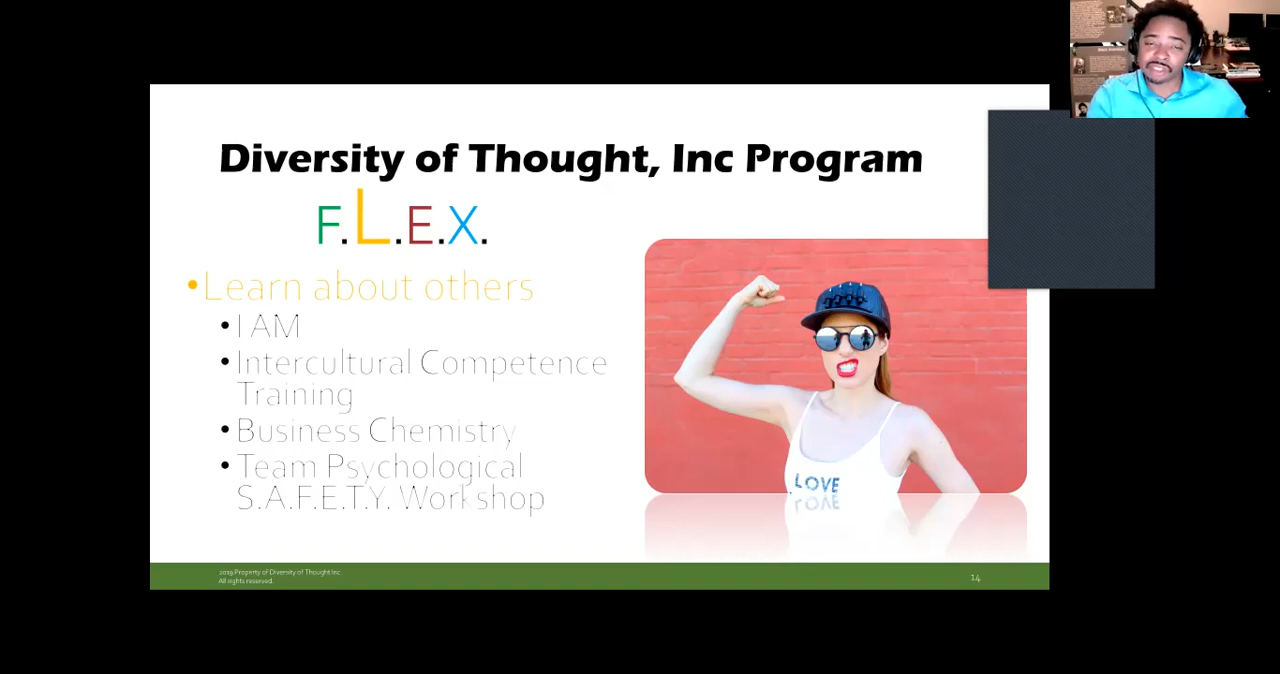 Diversity of Thought, Inc Program
F.L.E.X.
•Learn about others
•I AM
•Intercultural Competence
Training
•Business Chemistry
•Team Psychological
S.A.F.E.T.Y. Workshop
LOVE
2019 Property of Diversity of Thought Inc.
All rights reserved.
14